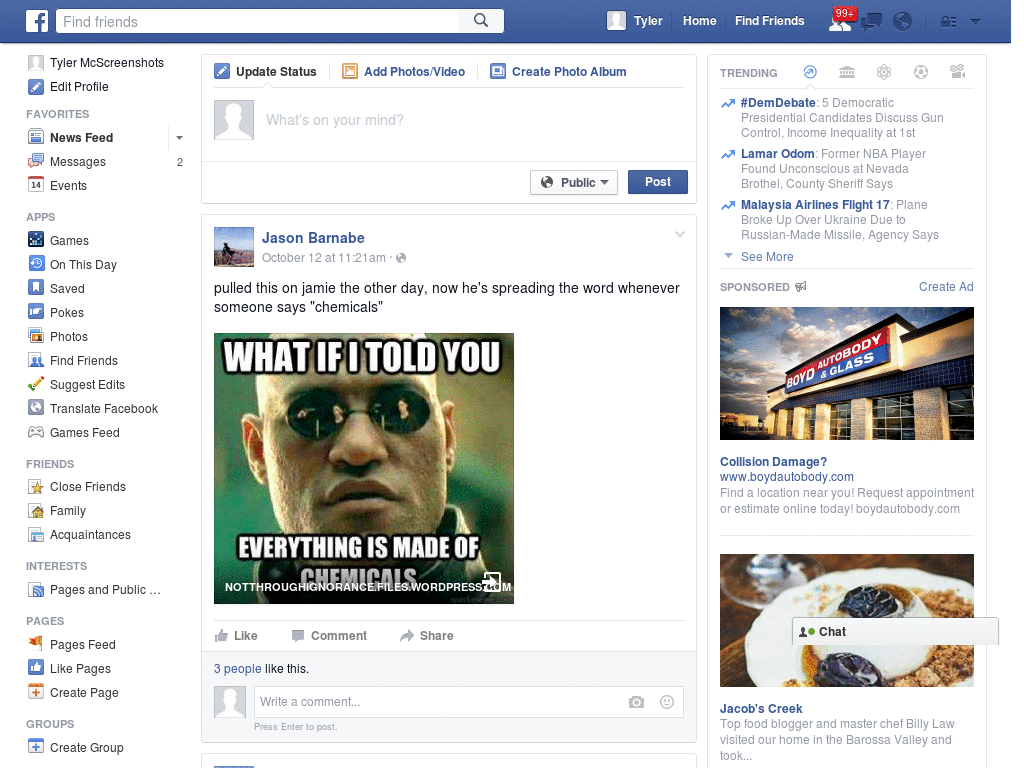 Find friends
Tyler
Home
Find Friends
99+
Tyler McScreenshots
Edit Profile
FAVORITES
News Feed
Messages
2
14
Events
APPS
Games
On This Day
Saved
Pokes
Photos
Find Friends
Suggest Edits
Translate Facebook
Games Feed
FRIENDS
Close Friends
Family
Acquaintances
INTERESTS
Pages and Public ...
PAGES
Pages Feed
Like Pages
Create Page
GROUPS
Create Group
Update Status
Add Photos/Video
Create Photo Album
What's on your mind?
Public
Post
Jason Barnabe
October 12 at 11:21am ·
pulled this on jamie the other day, now he's spreading the word whenever
someone says "chemicals"
WHAT IF I TOLD YOU
EVERYTHING IS MADE OF
CHEMICALS
NOTTHROUGHIGNORANCE.FILES.WORDPRESS.COM
Like
Comment
Share
3 people like this.
Write a comment...
Press Enter to post.
TRENDING
#DemDebate: 5 Democratic
Presidential Candidates Discuss Gun
Control, Income Inequality at 1st
Lamar Odom: Former NBA Player
Found Unconscious at Nevada
Brothel, County Sheriff Says
Malaysia Airlines Flight 17: Plane
Broke Up Over Ukraine Due to
Russian-Made Missile, Agency Says
See More
SPONSORED
Create Ad
BOYD AUTOBODY
& GLASS
Collision Damage?
www.boydautobody.com
Find a location near you! Request appointment
or estimate online today! boydautobody.com
Chat
Jacob's Creek
Top food blogger and master chef Billy Law
visited our home in the Barossa Valley and
took...